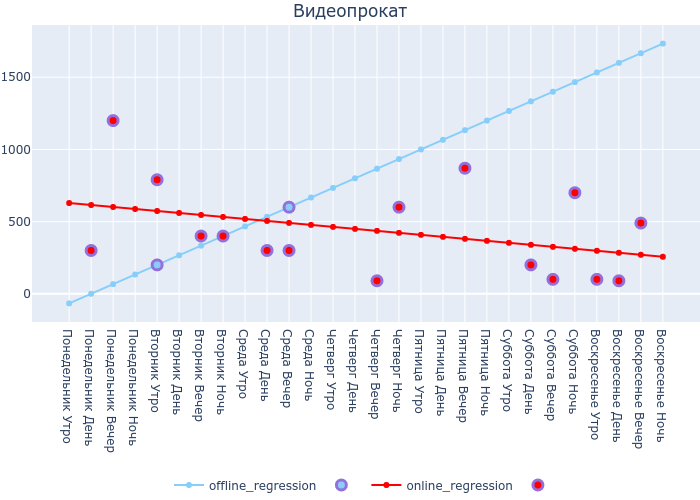 Видеопрокат
1500
1000
500
0
Понедельник Утро
Понедельник День
Понедельник Вечер
Понедельник Ночь
Вторник Утро
Вторник День
Вторник Вечер
Вторник Ночь
Среда Утро
Среда День
Среда Вечер
Среда Ночь
Четверг Утро
Четверг День
Четверг Вечер
Четверг Ночь
Пятница Утро
Пятница День
Пятница Вечер
Пятница Ночь
Суббота Утро
Суббота День
Суббота Вечер
Суббота Ночь
Воскресенье Утро
Воскресенье День
Воскресенье Вечер
Воскресенье Ночь
offline_regression
online_regression